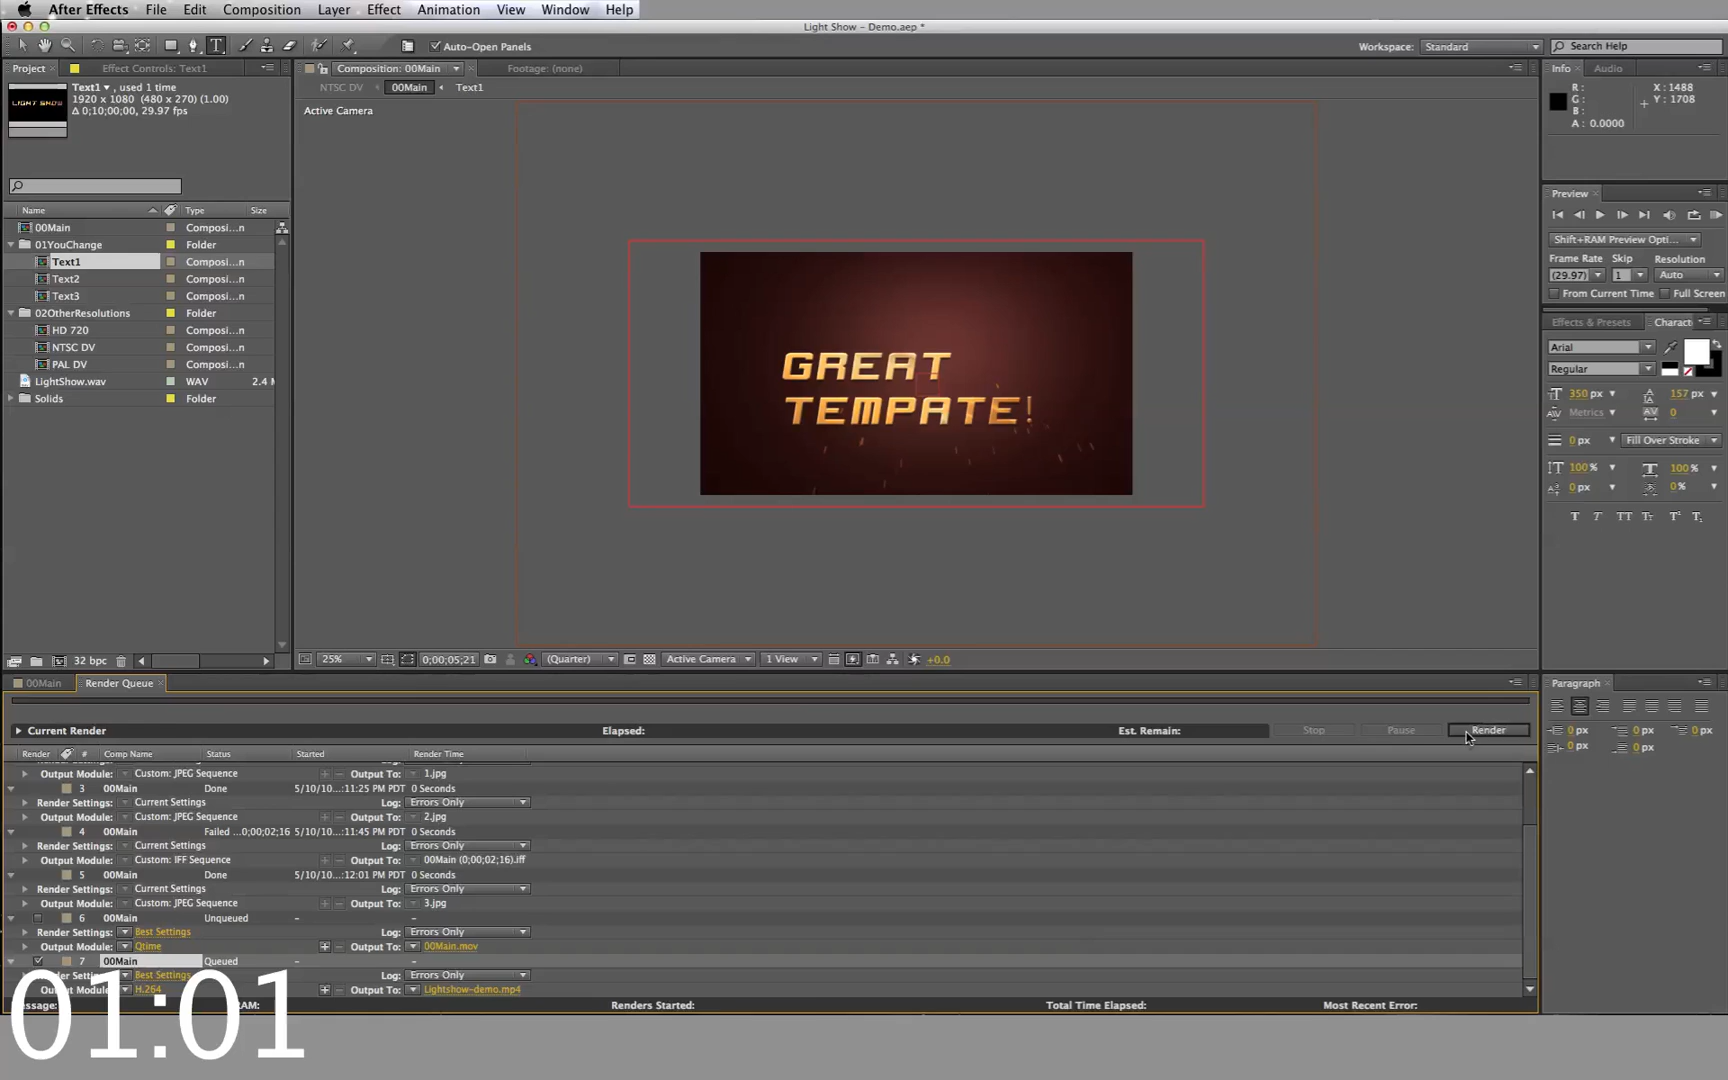 After Effects File Edit Composition Layer Effect Animation View Window Help
Light Show - Demo.aep *
Auto-Open Panels
Workspace: Standard
Search Help
Project Effect Controls: Text1
Composition: 00Main Footage: (none)
Info Audio
Text1 , used 1 time
1920 x 1080 (480 x 270) (1.00)
Δ 0;10;00;00, 29.97 fps
LIGHT SHOW
NTSC DV 00Main Text1
Active Camera
R : X : 1488
G : Y : 1708
B :
A : 0.0000
Preview
Shift+RAM Preview Opti...
Frame Rate Skip Resolution
(29.97) 1 Auto
From Current Time Full Screen
Name Type Size
00Main Composi...n
01YouChange Folder
Text1 Composi...n
Text2 Composi...n
Text3 Composi...n
02OtherResolutions Folder
HD 720 Composi...n
NTSC DV Composi...n
PAL DV Composi...n
LightShow.wav WAV 2.4 M
Solids Folder
GREAT
TEMPATE!
Effects & Presets Charact
Arial
Regular
350 px 157 px
Metrics 0
0 px Fill Over Stroke
100 % 100 %
0 px 0 %
32 bpc
25% 0;00;05;21 (Quarter) Active Camera 1 View +0.0
00Main Render Queue
Paragraph
0 px 0 px 0 px
0 px 0 px
Current Render Elapsed: Est. Remain: Stop Pause Render
Render # Comp Name Status Started Render Time
Output Module: Custom: JPEG Sequence Output To: 1.jpg
3 00Main Done 5/10/10...:11:25 PM PDT 0 Seconds
Render Settings: Current Settings Log: Errors Only
Output Module: Custom: JPEG Sequence Output To: 2.jpg
4 00Main Failed ...0;00;02;16 5/10/10...:11:45 PM PDT 0 Seconds
Render Settings: Current Settings Log: Errors Only
Output Module: Custom: IFF Sequence Output To: 00Main (0;00;02;16).iff
5 00Main Done 5/10/10...:12:01 PM PDT 0 Seconds
Render Settings: Current Settings Log: Errors Only
Output Module: Custom: JPEG Sequence Output To: 3.jpg
6 00Main Unqueued - -
Render Settings: Best Settings Log: Errors Only
Output Module: Qtime Output To: 00Main.mov
7 00Main Queued - -
Best Settings Log: Errors Only
H.264 Output To: Lightshow-demo.mp4
RAM: Renders Started: Total Time Elapsed: Most Recent Error:
01:01